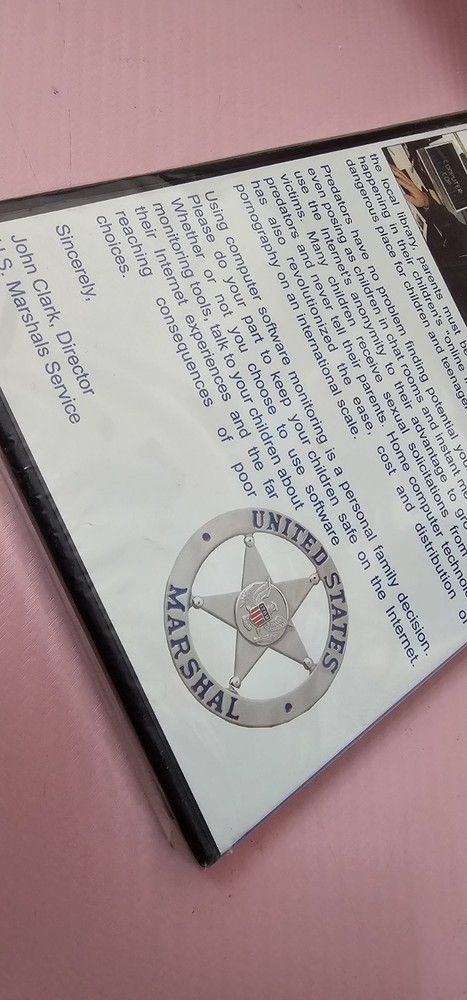 COMPUTER
COP
the local library, parents must
happening in their children's online
dangerous place for children and teenage
Predators have no problem finding potential
even posing as children in chat rooms and instant
use the Internet's anonymity to their advantage to
victims. Many children receive sexual solicitations from
predators and never tell their parents. Home computer techno
has also revolutionized the ease, cost and distribution of
pornography on an international scale.
Using computer software monitoring is a personal family decision.
Please do your part to keep your children safe on the Internet.
Whether or not you choose to use software
monitoring tools, talk to your children about
their Internet experiences and the far
reaching consequences of poor
choices.
Sincerely,
John Clark, Director
U.S. Marshals Service
UNITED STATES
MARSHAL